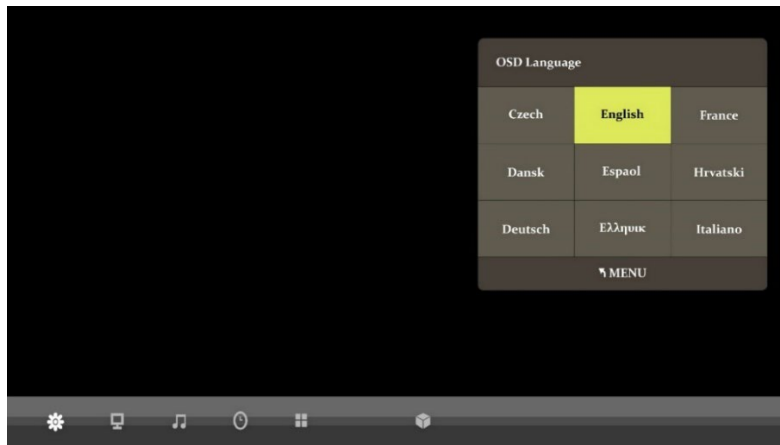 OSD Language
Czech English France
Dansk Espaol Hrvatski
Deutsch Ελληυικ Italiano
MENU